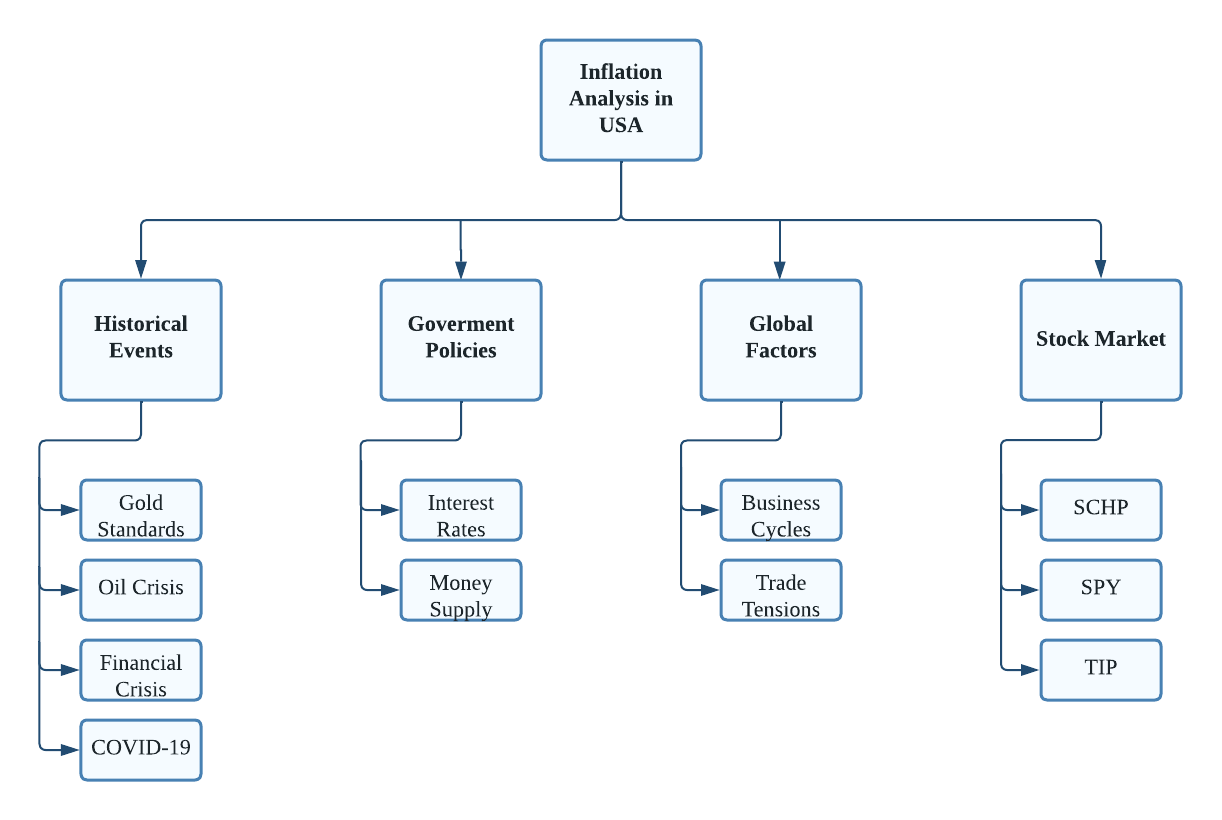 Inflation
Analysis in
USA
Historical
Events
Goverment
Policies
Global
Factors
Stock Market
Gold
Standards
Oil Crisis
Financial
Crisis
COVID-19
Interest
Rates
Money
Supply
Business
Cycles
Trade
Tensions
SCHP
SPY
TIP